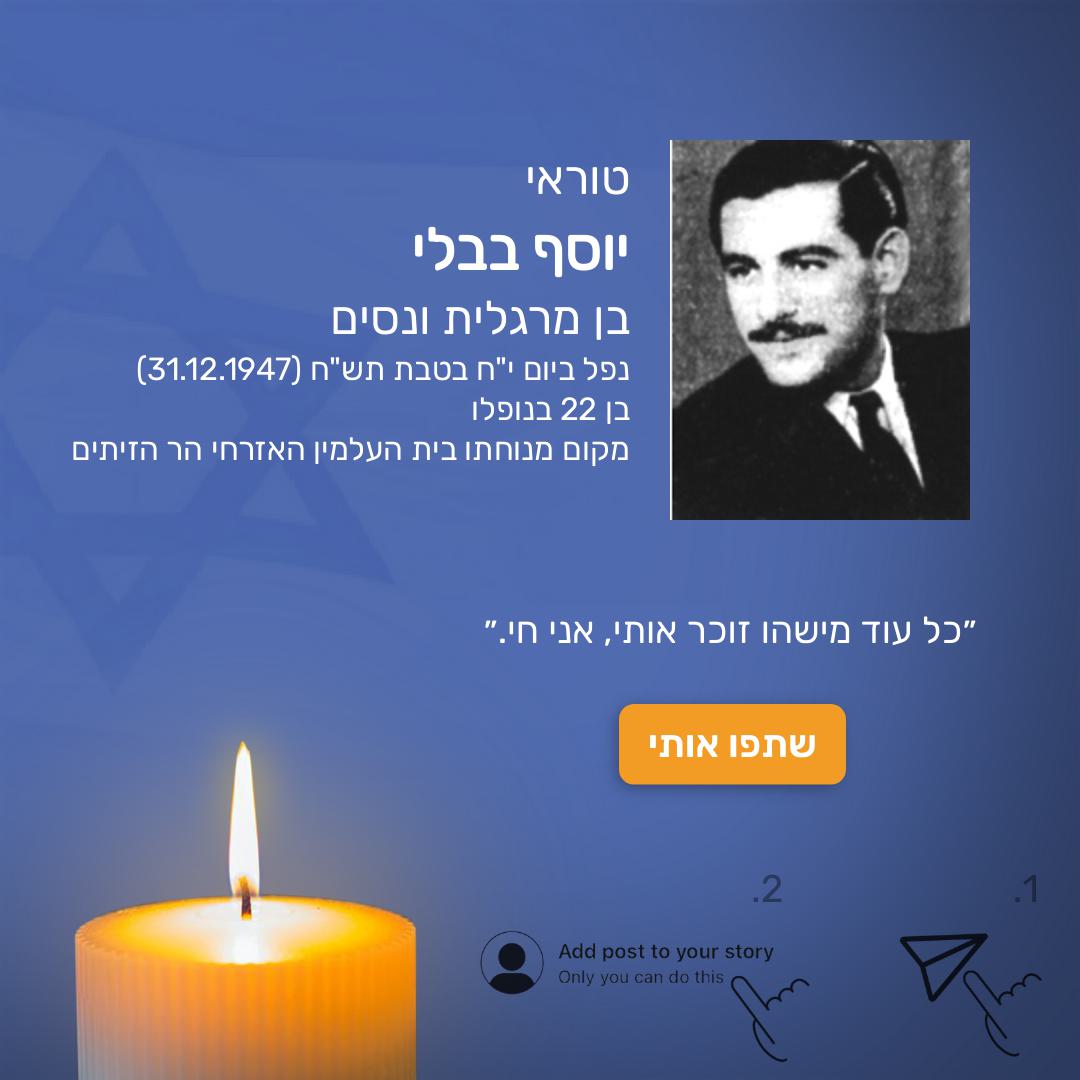 טוראי
יוסף בבלי
בן מרגלית ונסים
נפל ביום י"ח בטבת תש"ח (31.12.1947)
בן 22 בנופלו
מקום מנוחתו בית העלמין האזרחי הר הזיתים
״כל עוד מישהו זוכר אותי, אני חי.״
שתפו אותי
1.
2.
Add post to your story
Only you can do this